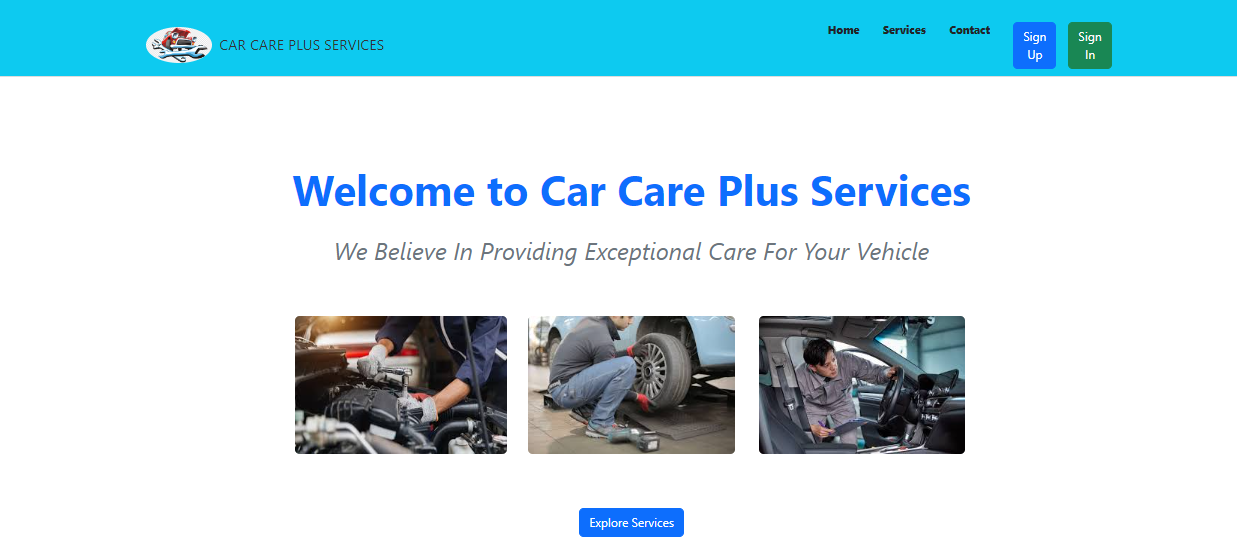 CAR CARE PLUS SERVICES
Home Services Contact
Sign Up
Sign In
Welcome to Car Care Plus Services
We Believe In Providing Exceptional Care For Your Vehicle
Explore Services